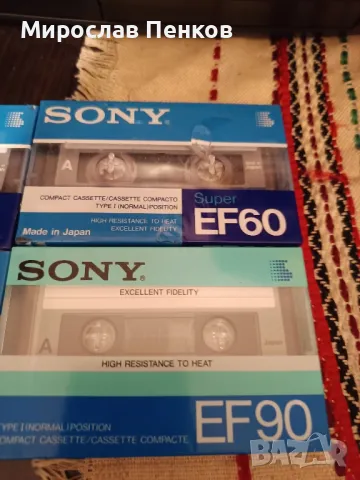 Мирослав Пенков
SONY®
A
COMPACT CASSETTE/CASSETTE COMPACTO
TYPE I (NORMAL) POSITION
HIGH RESISTANCE TO HEAT
EXCELLENT FIDELITY
Made in Japan
Super
EF60
SONY®
EXCELLENT FIDELITY
A
HIGH RESISTANCE TO HEAT
TYPE I (NORMAL) POSITION
COMPACT CASSETTE/CASSETTE COMPACTE
EF90
BAZAR